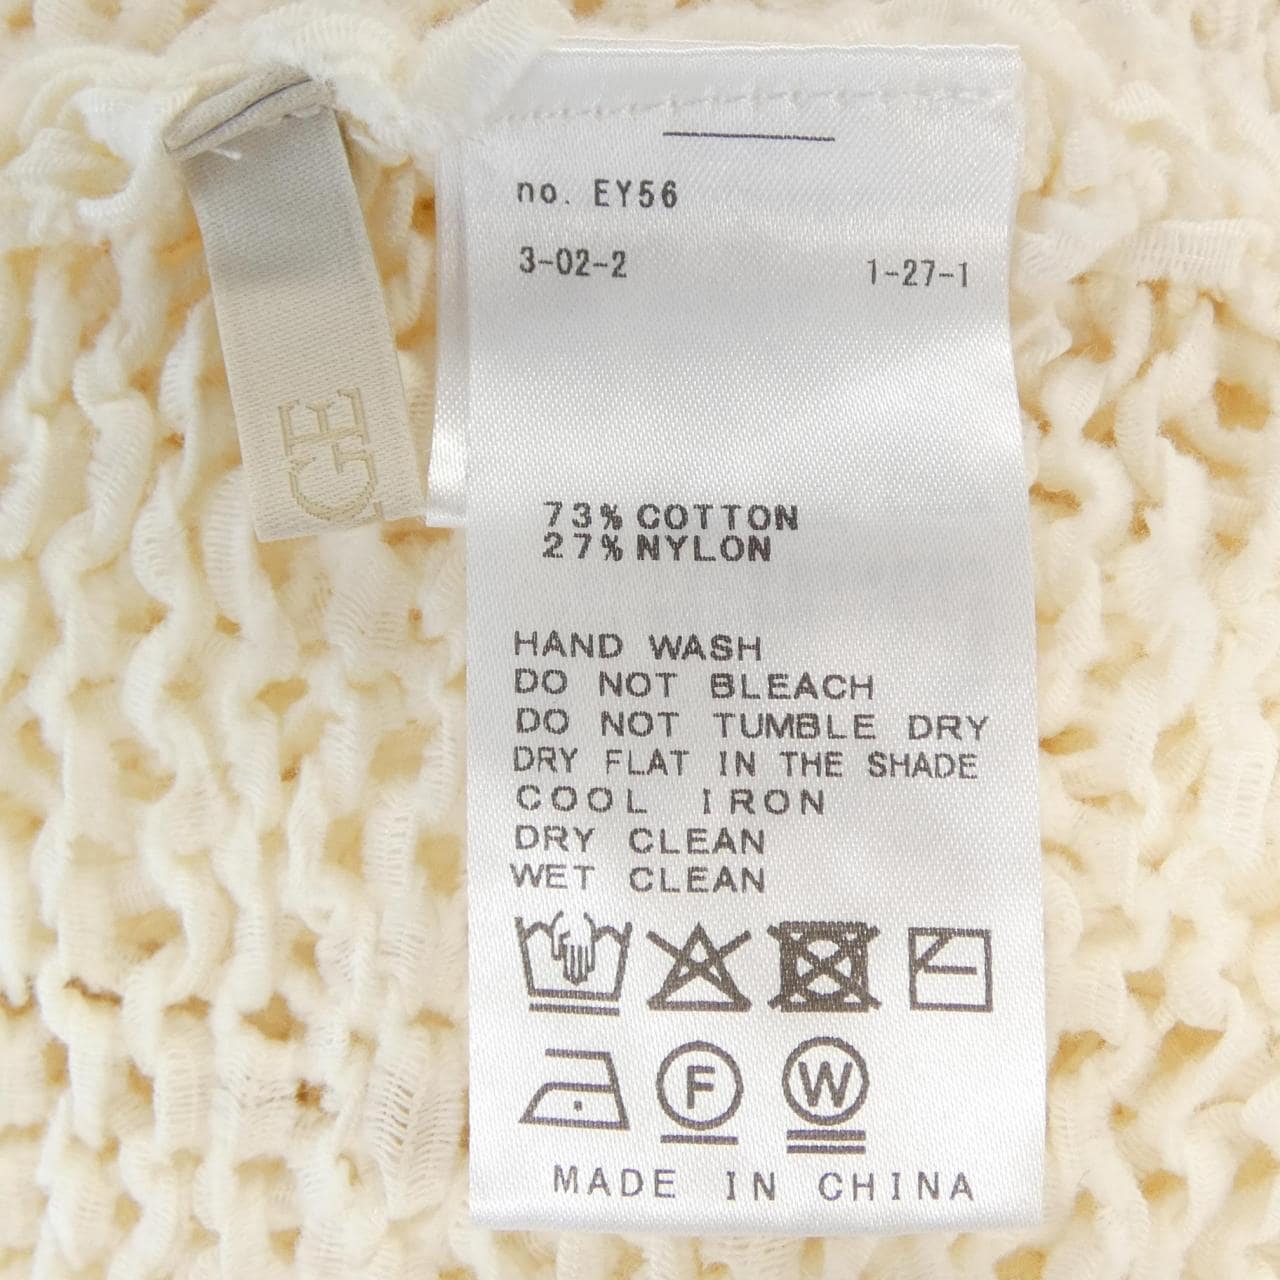 no. EY56
3-02-2 1-27-1
73% COTTON
27% NYLON
HAND WASH
DO NOT BLEACH
DO NOT TUMBLE DRY
DRY FLAT IN THE SHADE
COOL IRON
DRY CLEAN
WET CLEAN
F W
MADE IN CHINA
GE